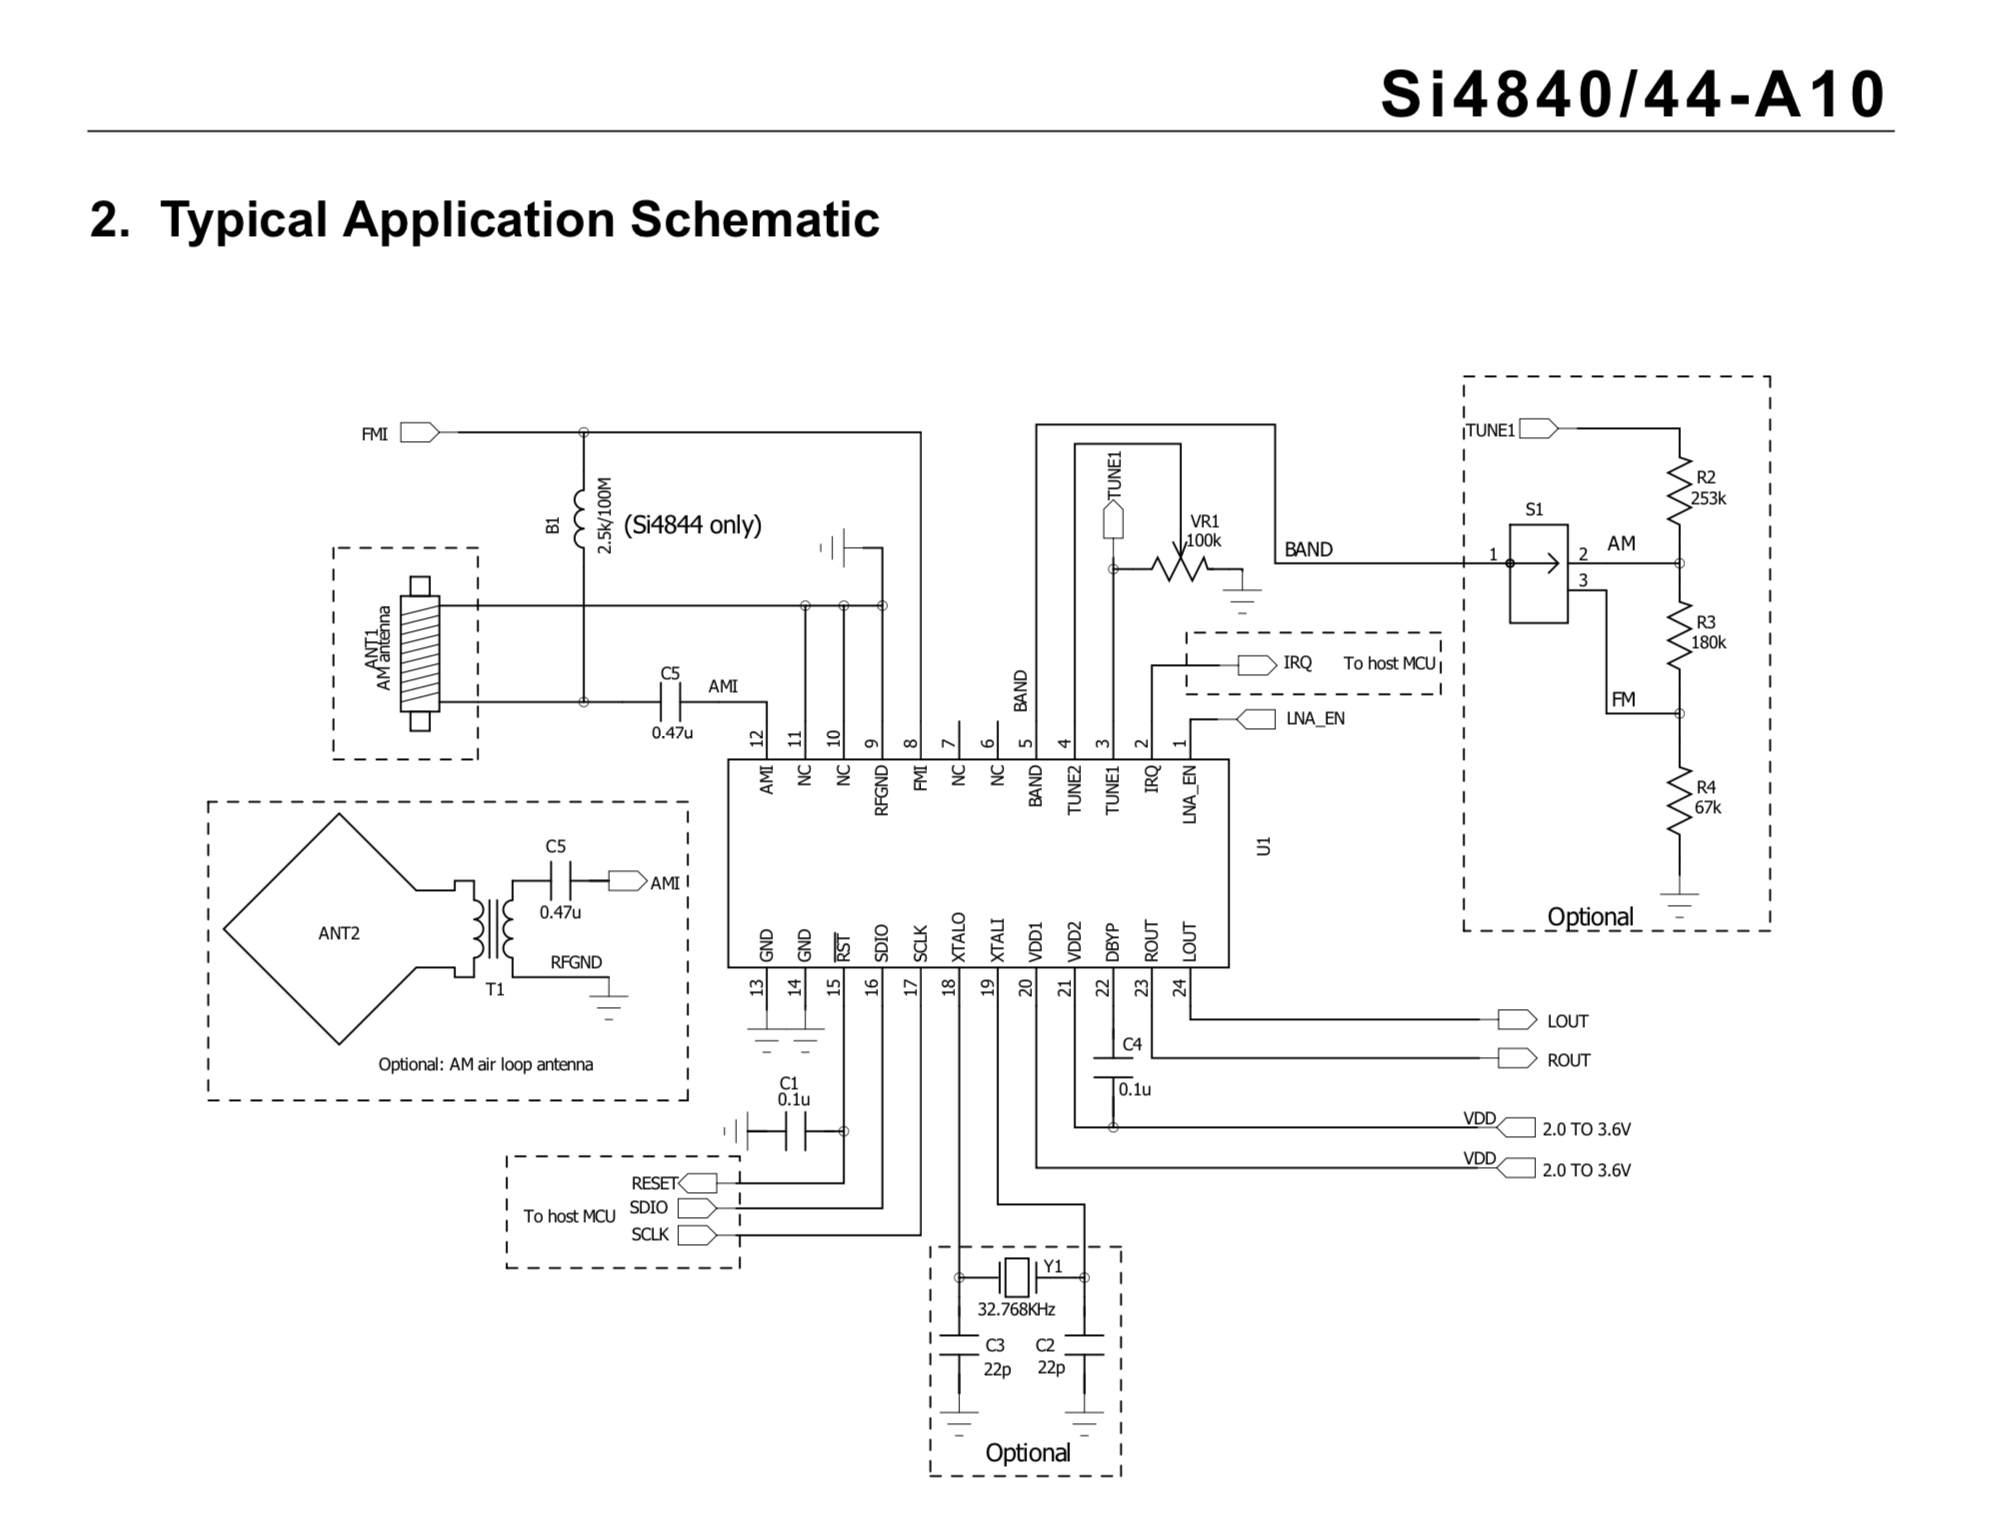 Si4840/44-A10
2. Typical Application Schematic
FMI
B1
2.5k/100M
(Si4844 only)
ANT1
AM antenna
C5
0.47u
AMI
TUNE1
VR1
100k
BAND
BAND
IRQ
To host MCU
LNA_EN
TUNE1
R2
253k
S1
1
2
AM
3
R3
180k
FM
R4
67k
Optional
12
11
10
9
8
7
6
5
4
3
2
1
AMI
NC
NC
RFGND
FMI
NC
NC
BAND
TUNE2
TUNE1
IRQ
LNA_EN
U1
GND
GND
RST
SDIO
SCLK
XTALO
XTALI
VDD1
VDD2
DBYP
ROUT
LOUT
13
14
15
16
17
18
19
20
21
22
23
24
ANT2
T1
C5
0.47u
AMI
RFGND
Optional: AM air loop antenna
C1
0.1u
RESET
SDIO
SCLK
To host MCU
C4
0.1u
LOUT
ROUT
VDD
2.0 TO 3.6V
VDD
2.0 TO 3.6V
Y1
32.768KHz
C3
22p
C2
22p
Optional